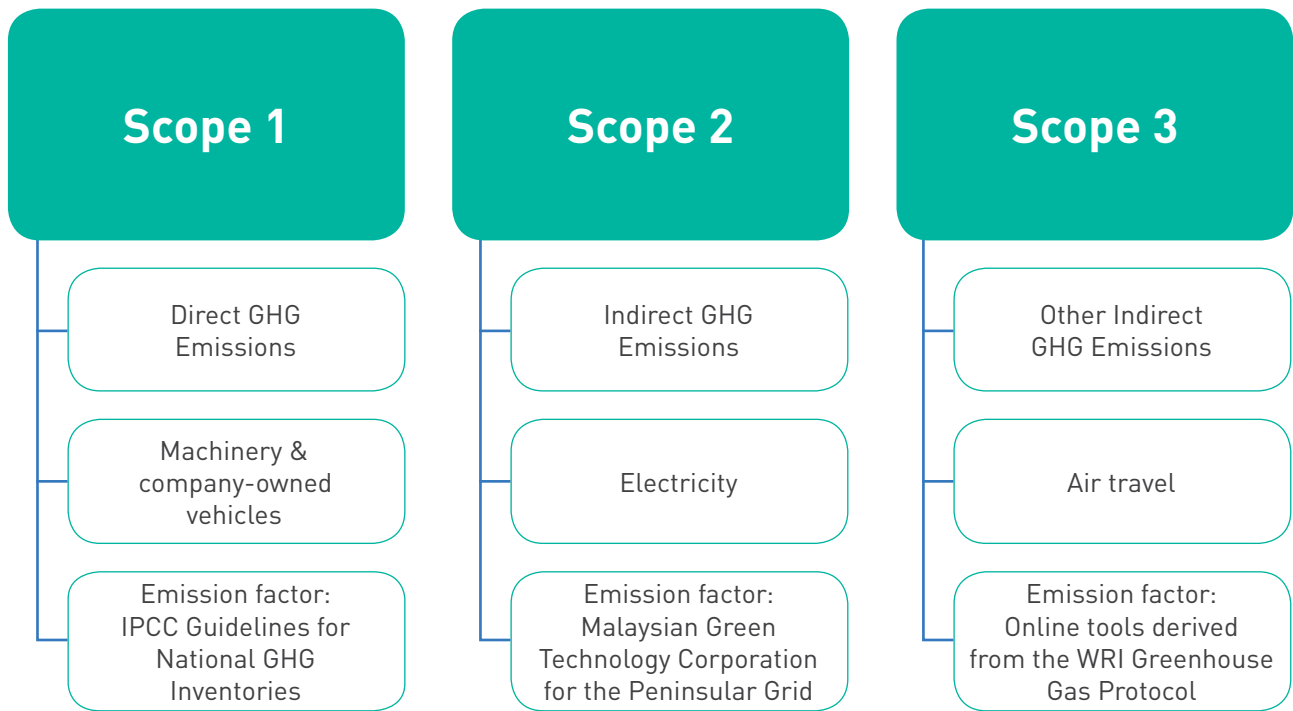 Scope 1
Direct GHG
Emissions
Machinery &
company-owned
vehicles
Emission factor:
IPCC Guidelines for
National GHG
Inventories
Scope 2
Indirect GHG
Emissions
Electricity
Emission factor:
Malaysian Green
Technology Corporation
for the Peninsular Grid
Scope 3
Other Indirect
GHG Emissions
Air travel
Emission factor:
Online tools derived
from the WRI Greenhouse
Gas Protocol